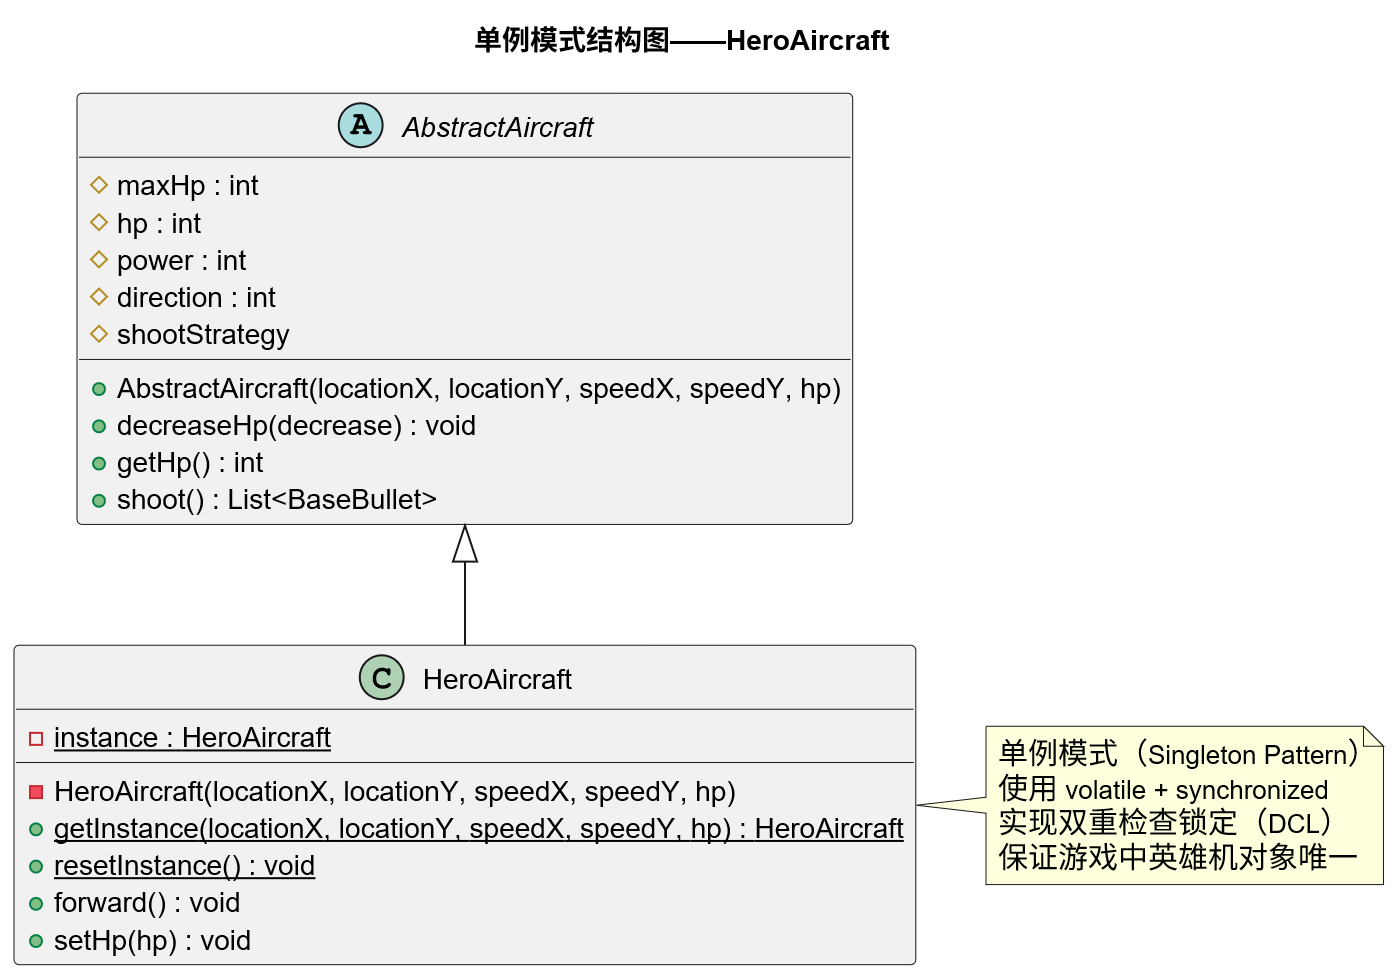 单例模式结构图——HeroAircraft
A AbstractAircraft
maxHp : int
hp : int
power : int
direction : int
shootStrategy
AbstractAircraft(locationX, locationY, speedX, speedY, hp)
decreaseHp(decrease) : void
getHp() : int
shoot() : List<BaseBullet>
C HeroAircraft
instance : HeroAircraft
HeroAircraft(locationX, locationY, speedX, speedY, hp)
getInstance(locationX, locationY, speedX, speedY, hp) : HeroAircraft
resetInstance() : void
forward() : void
setHp(hp) : void
单例模式（Singleton Pattern）
使用 volatile + synchronized
实现双重检查锁定（DCL）
保证游戏中英雄机对象唯一